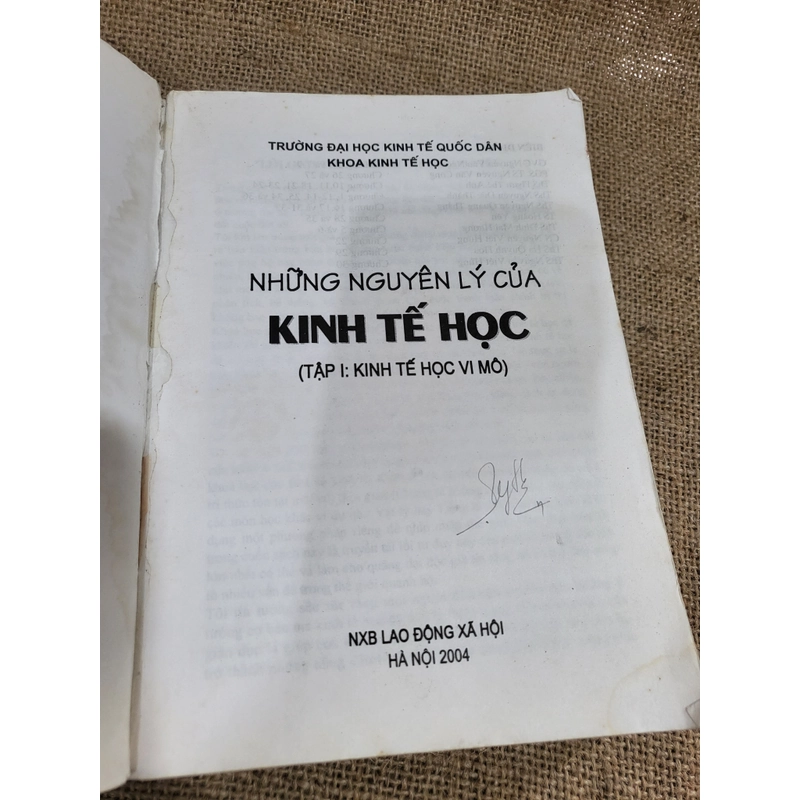 TRƯỜNG ĐẠI HỌC KINH TẾ QUỐC DÂN
KHOA KINH TẾ HỌC
NHỮNG NGUYÊN LÝ CỦA
KINH TẾ HỌC
(TẬP I: KINH TẾ HỌC VI MÔ)
NXB LAO ĐỘNG XÃ HỘI
HÀ NỘI 2004